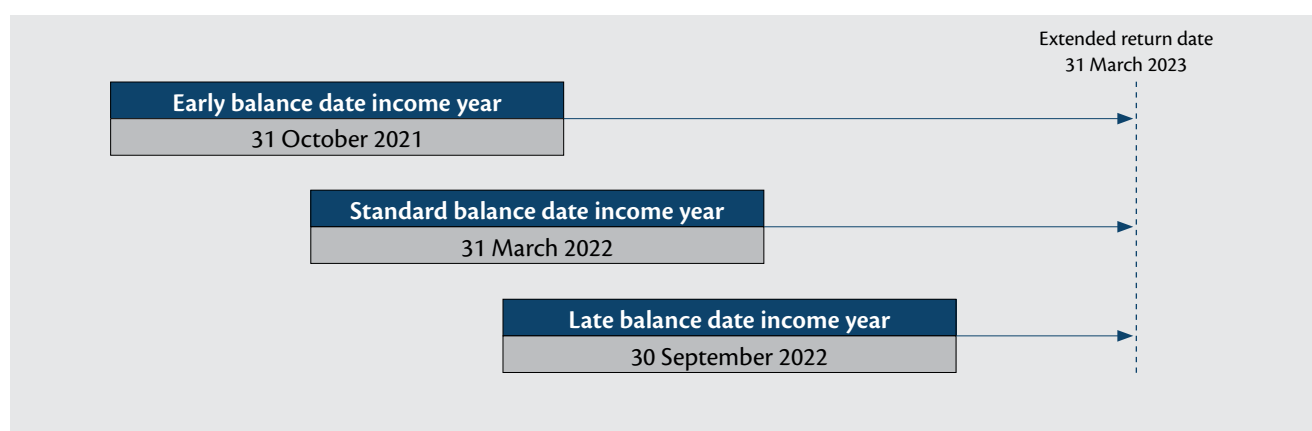 Extended return date
31 March 2023
Early balance date income year
31 October 2021
Standard balance date income year
31 March 2022
Late balance date income year
30 September 2022